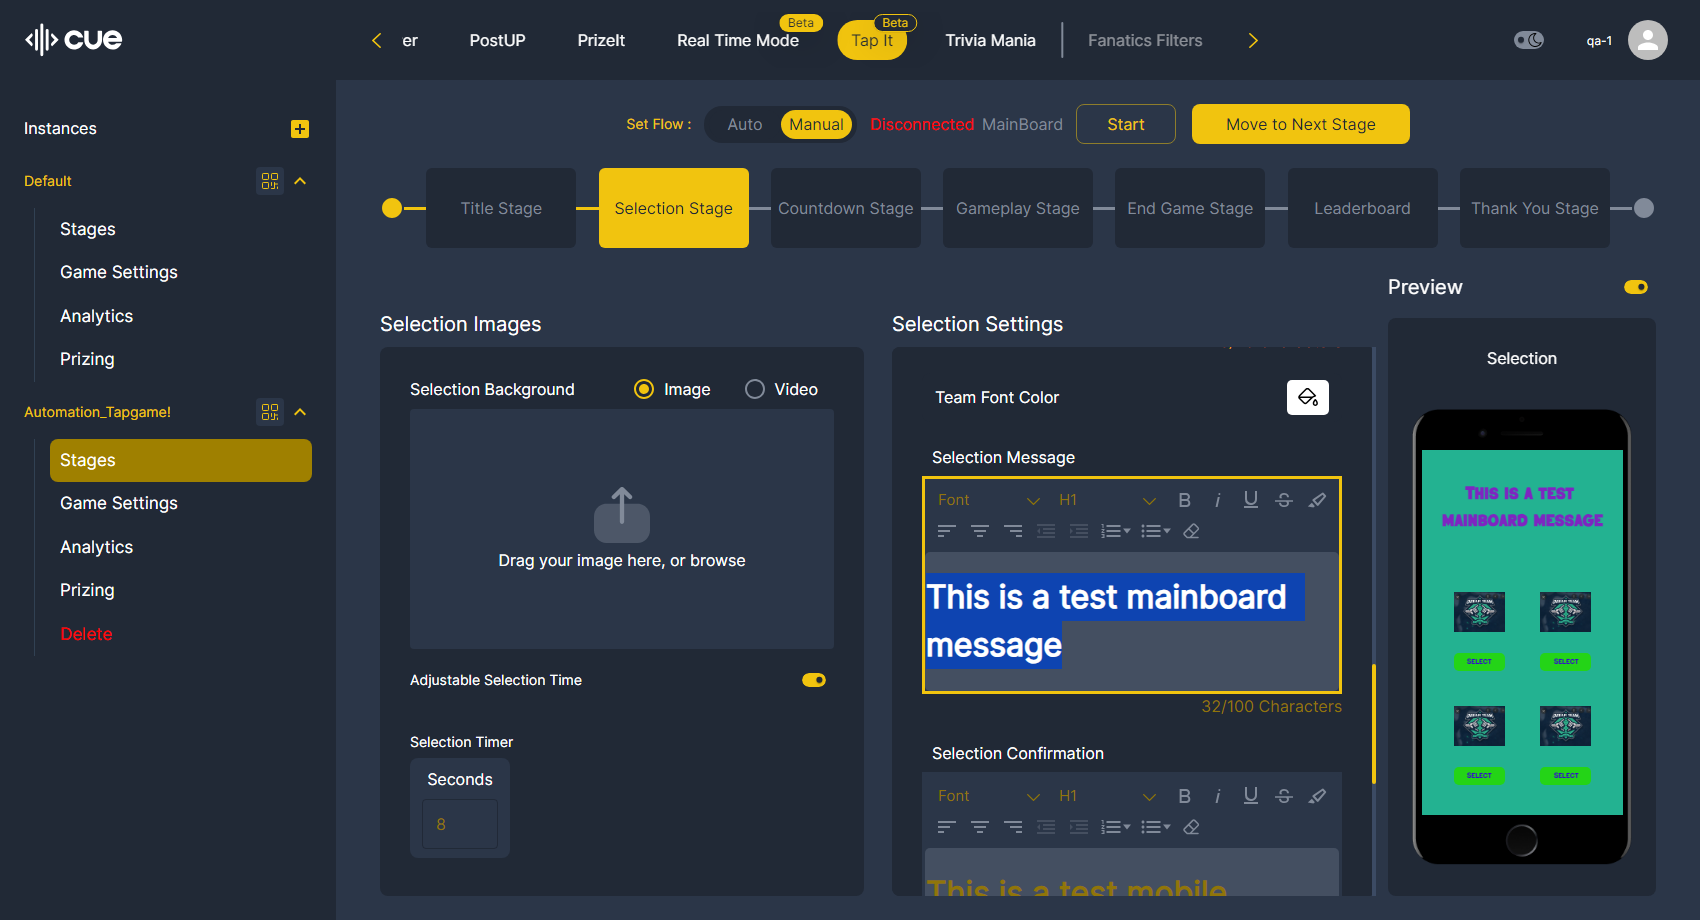 cue
er
PostUP
PrizeIt
Real Time Mode
Beta
Tap It
Beta
Trivia Mania
Fanatics Filters
qa-1
Instances
Default
Stages
Game Settings
Analytics
Prizing
Automation_Tapgame!
Stages
Game Settings
Analytics
Prizing
Delete
Set Flow :
Auto
Manual
Disconnected MainBoard
Start
Move to Next Stage
Title Stage
Selection Stage
Countdown Stage
Gameplay Stage
End Game Stage
Leaderboard
Thank You Stage
Selection Images
Selection Background
Image
Video
Drag your image here, or browse
Adjustable Selection Time
Selection Timer
Seconds
8
Selection Settings
Team Font Color
Selection Message
Font
H1
B i U S
This is a test mainboard
message
32/100 Characters
Selection Confirmation
Font
H1
B i U S
This is a test mobile
Preview
Selection
This is a test
mainboard message
SELECT
SELECT
SELECT
SELECT